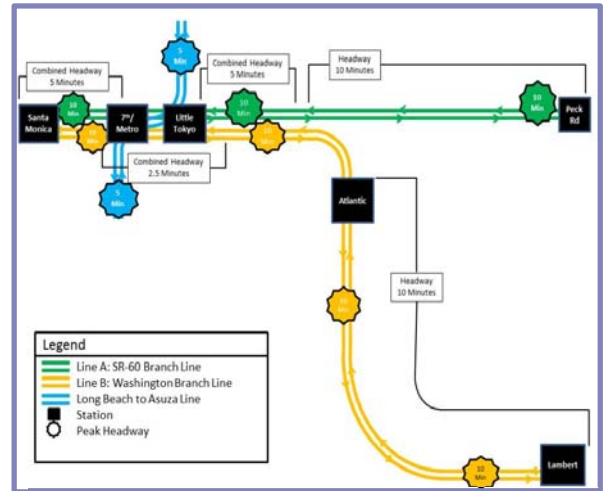 5
Min
Combined Headway
5 Minutes
Combined Headway
5 Minutes
Headway
10 Minutes
Santa
Monica
10
Min
10
Min
7th/
Metro
Little
Tokyo
10
Min
10
Min
10
Min
Peck
Rd
Combined Headway
2.5 Minutes
5
Min
Atlantic
Headway
10 Minutes
10
Min
Legend
Line A: SR-60 Branch Line
Line B: Washington Branch Line
Long Beach to Asuza Line
Station
Peak Headway
10
Min
Lambert